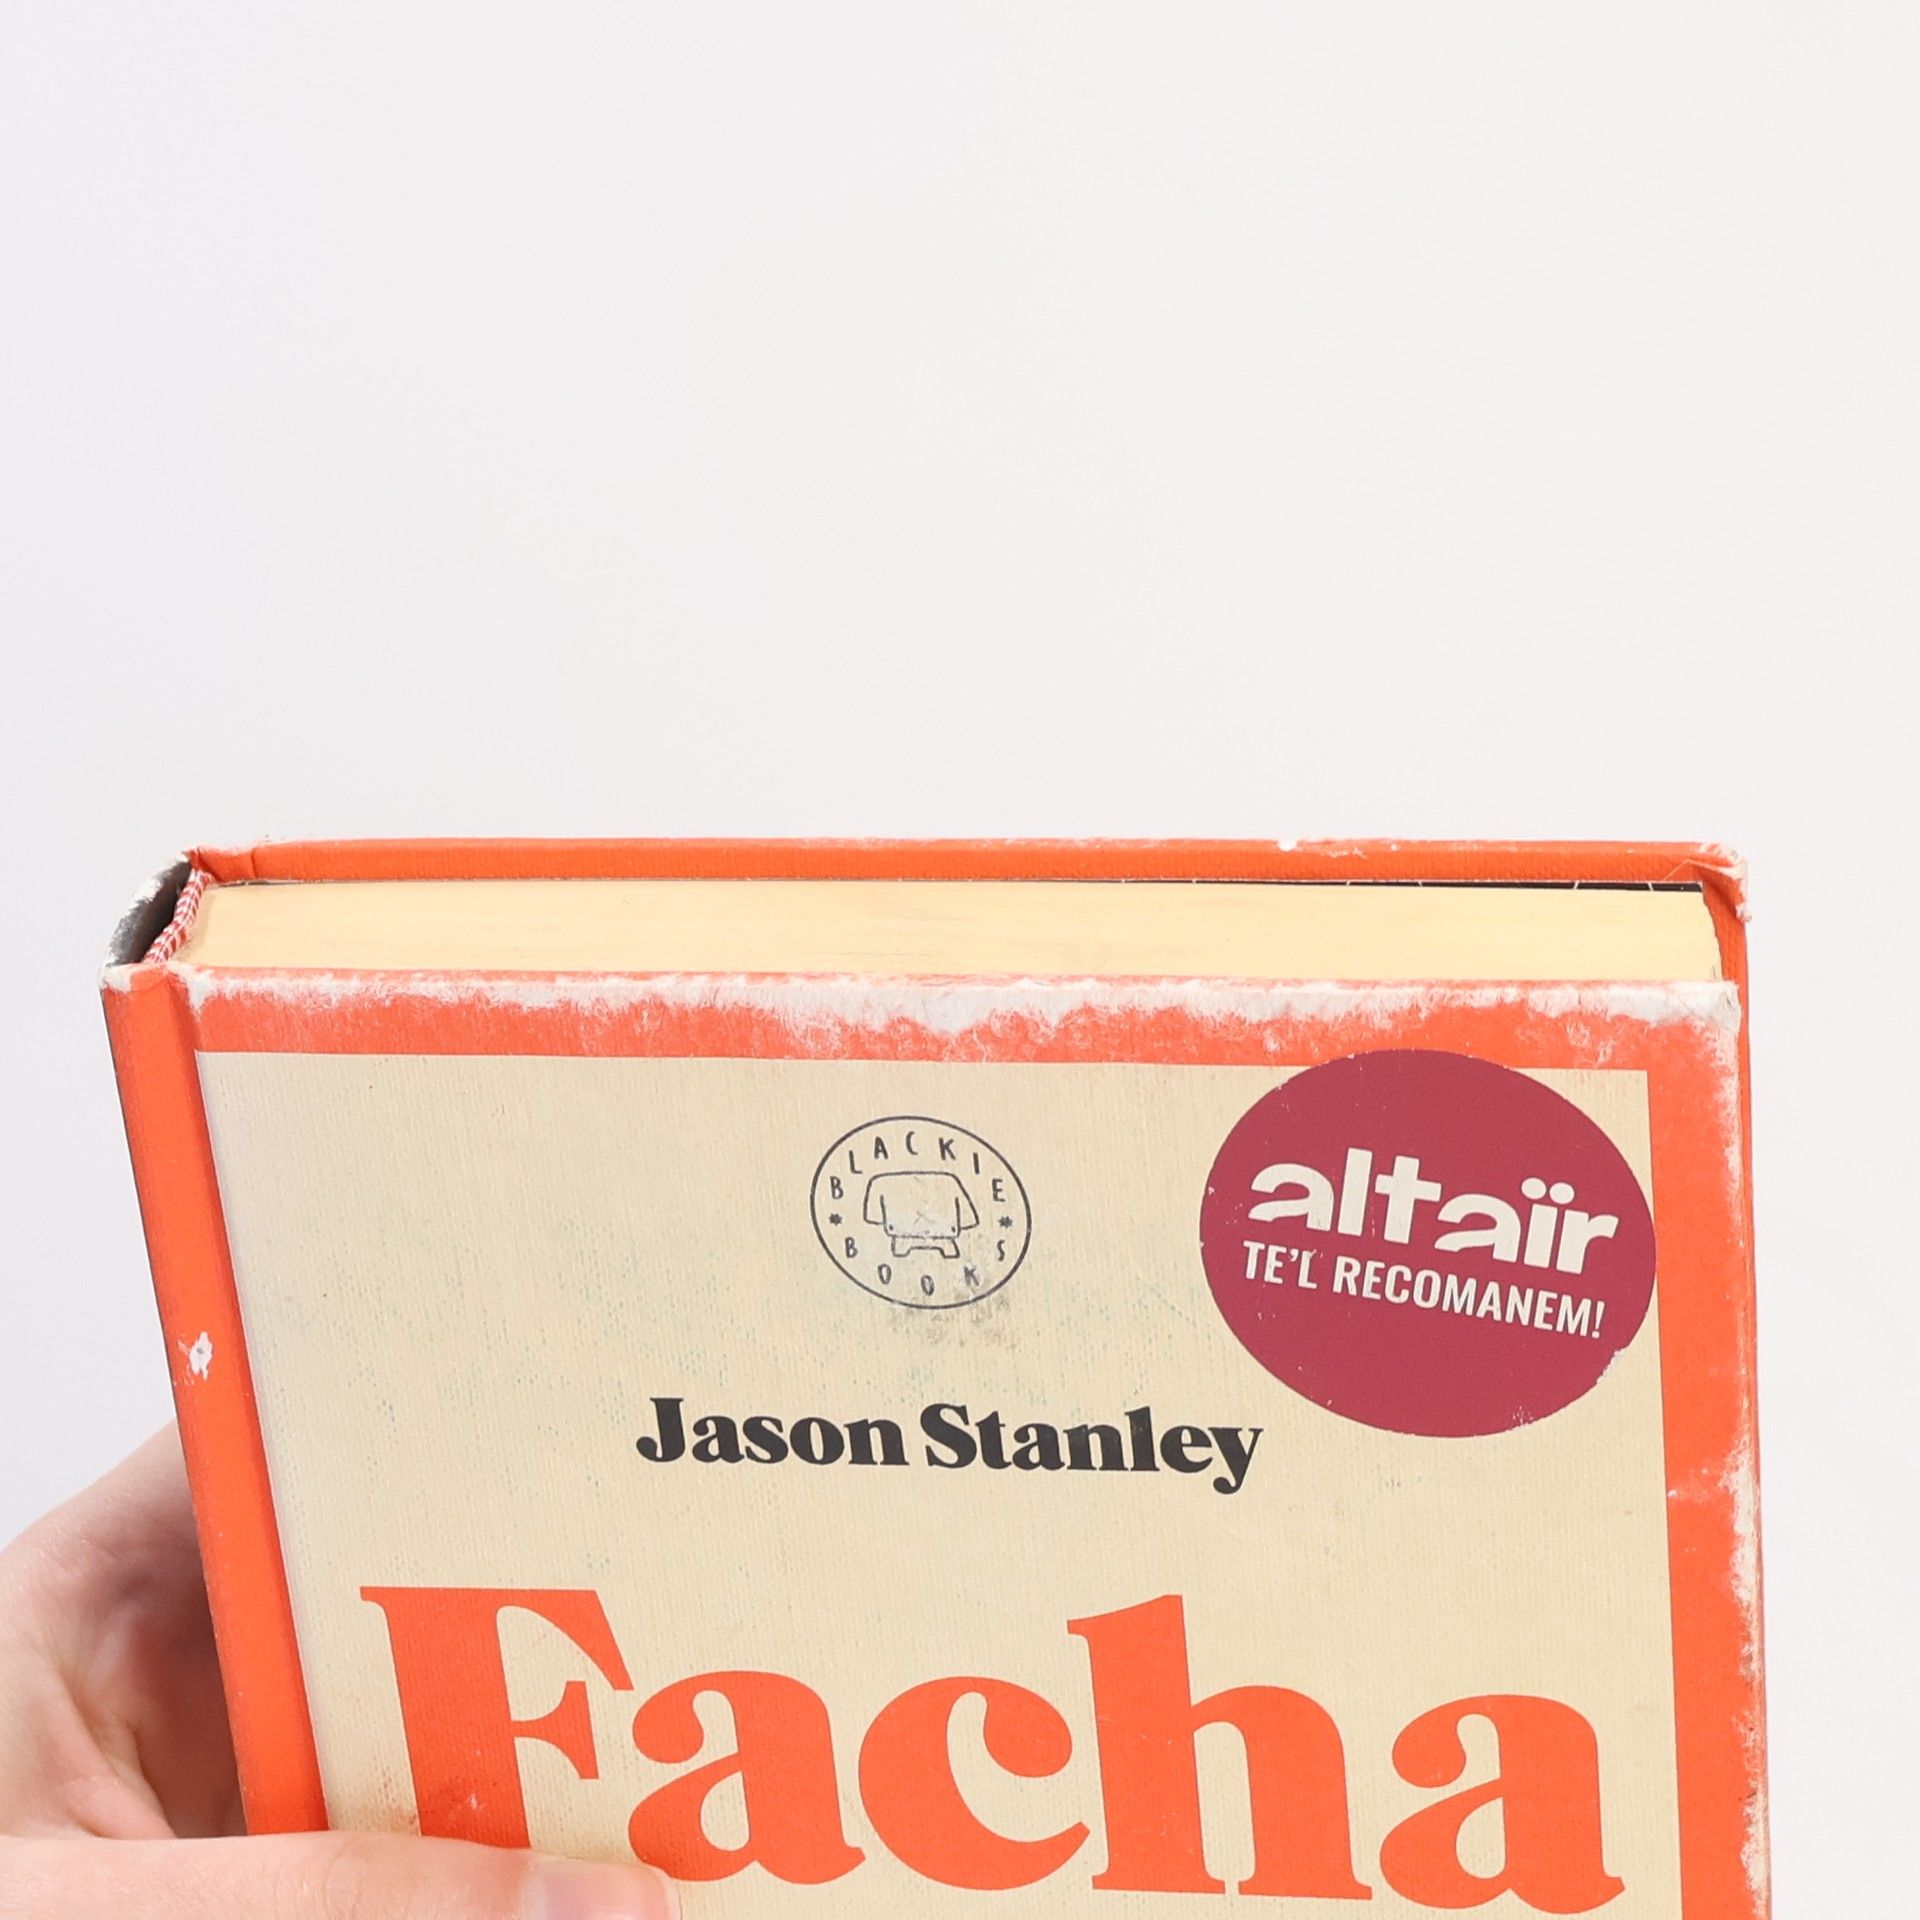 BLACKIE
BOOKS
altaïr
TE'L RECOMANEM!
Jason Stanley
Facha